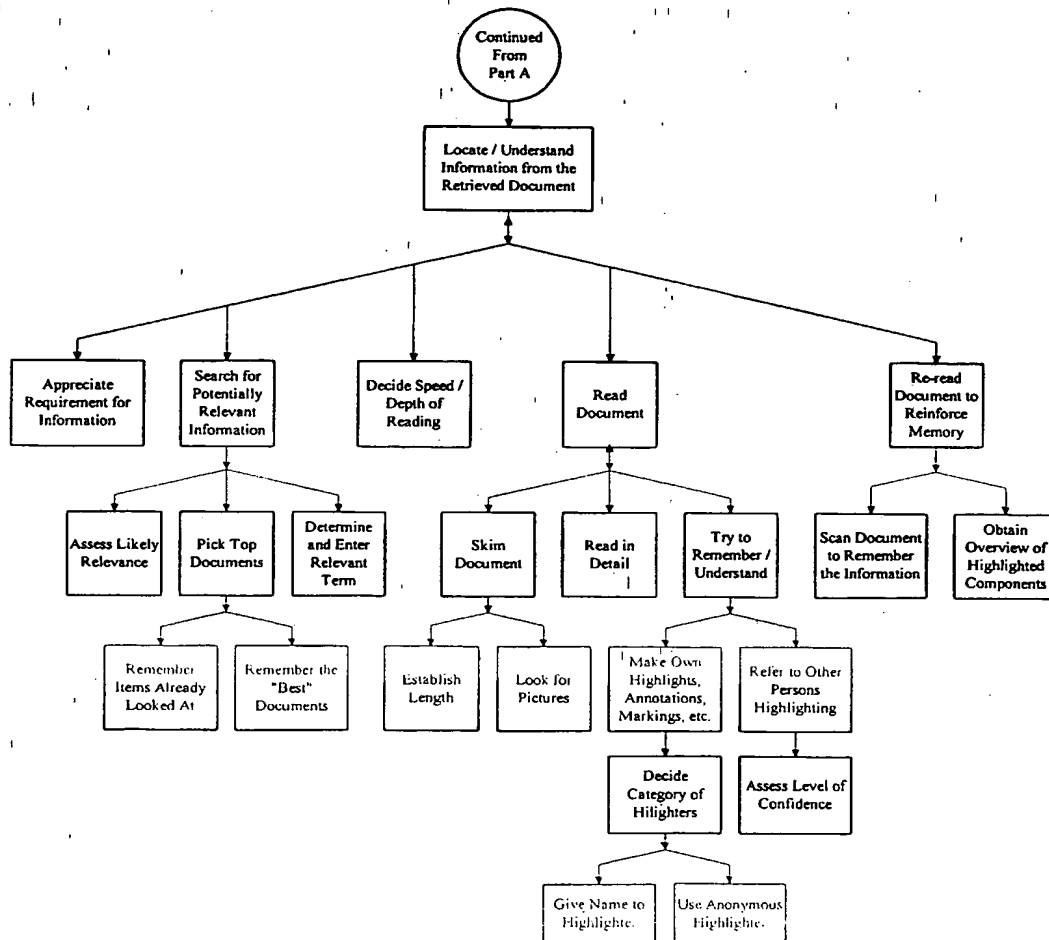 Continued
From
Part A
Locate / Understand
Information from the
Retrieved Document
Appreciate
Requirement for
Information
Search for
Potentially
Relevant
Information
Decide Speed /
Depth of
Reading
Read
Document
Re-read
Document to
Reinforce
Memory
Assess Likely
Relevance
Pick Top
Documents
Determine
and Enter
Relevant
Term
Skim
Document
Read in
Detail
Try to
Remember /
Understand
Scan Document
to Remember
the Information
Obtain
Overview of
Highlighted
Components
Remember
Items Already
Looked At
Remember the
"Best"
Documents
Establish
Length
Look for
Pictures
Make Own
Highlights,
Annotations,
Markings, etc.
Refer to Other
Persons
Highlighting
Decide
Category of
Hilighters
Assess Level of
Confidence
Give Name to
Highlighte.
Use Anonymous
Highlighte.